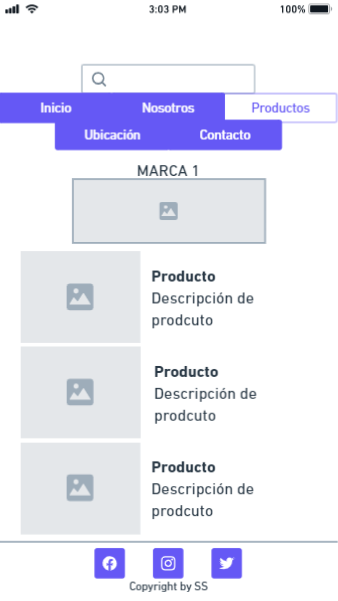 3:03 PM
100%
Inicio
Nosotros
Productos
Ubicación
Contacto
MARCA 1
Producto
Descripción de
prodcuto
Producto
Descripción de
prodcuto
Producto
Descripción de
prodcuto
Copyright by SS